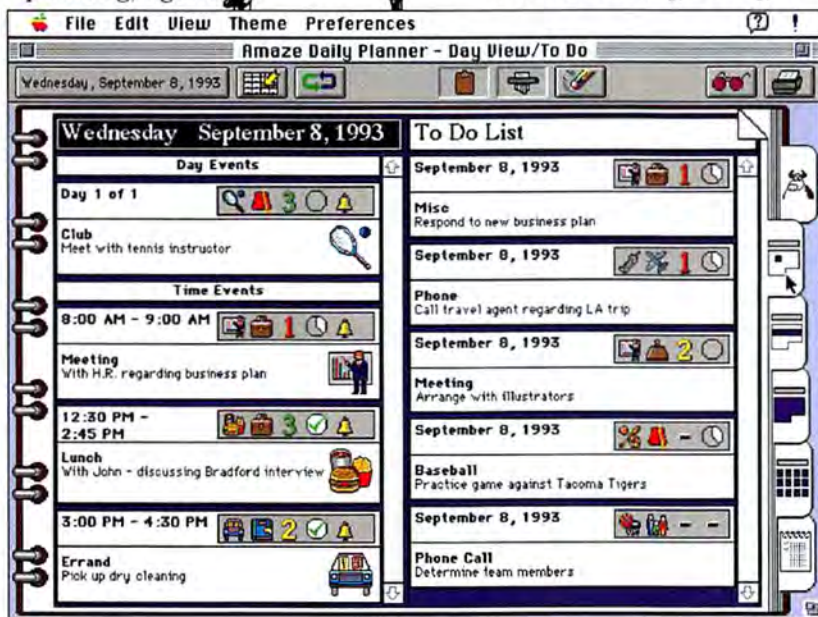 File Edit View Theme Preferences
Amaze Daily Planner - Day View/To Do
Wednesday, September 8, 1993
Wednesday September 8, 1993
Day Events
Day 1 of 1
3
Club
Meet with tennis instructor
Time Events
8:00 AM - 9:00 AM
1
Meeting
With H.R. regarding business plan
12:30 PM -
2:45 PM
3
Lunch
With John - discussing Bradford interview
3:00 PM - 4:30 PM
2
Errand
Pick up dry cleaning
To Do List
September 8, 1993
1
Misc
Respond to new business plan
September 8, 1993
1
Phone
Call travel agent regarding LA trip
September 8, 1993
2
Meeting
Arrange with illustrators
September 8, 1993
-
Baseball
Practice game against Tacoma Tigers
September 8, 1993
- -
Phone Call
Determine team members